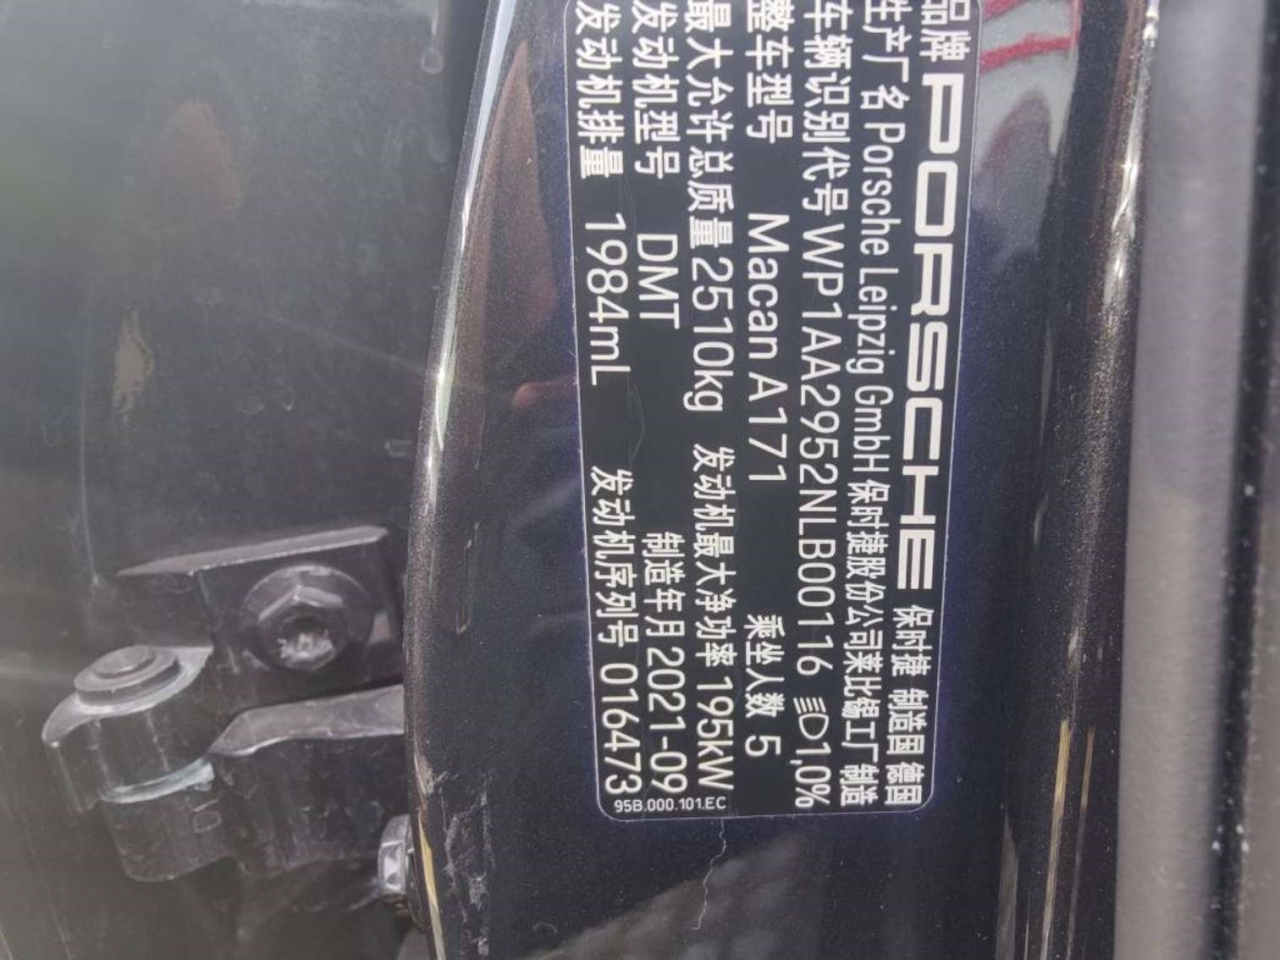 品牌 PORSCHE 保时捷 制造国 德国
生产厂名 Porsche Leipzig GmbH 保时捷股份公司莱比锡工厂制造
车辆识别代号 WP1AA2952NLB00116 1,0%
整车型号 Macan A171 乘坐人数 5
最大允许总质量 2510kg 发动机最大净功率 195kW
发动机型号 DMT 制造年月 2021-09
发动机排量 1984mL 发动机序列号 016473
95B.000.101.EC